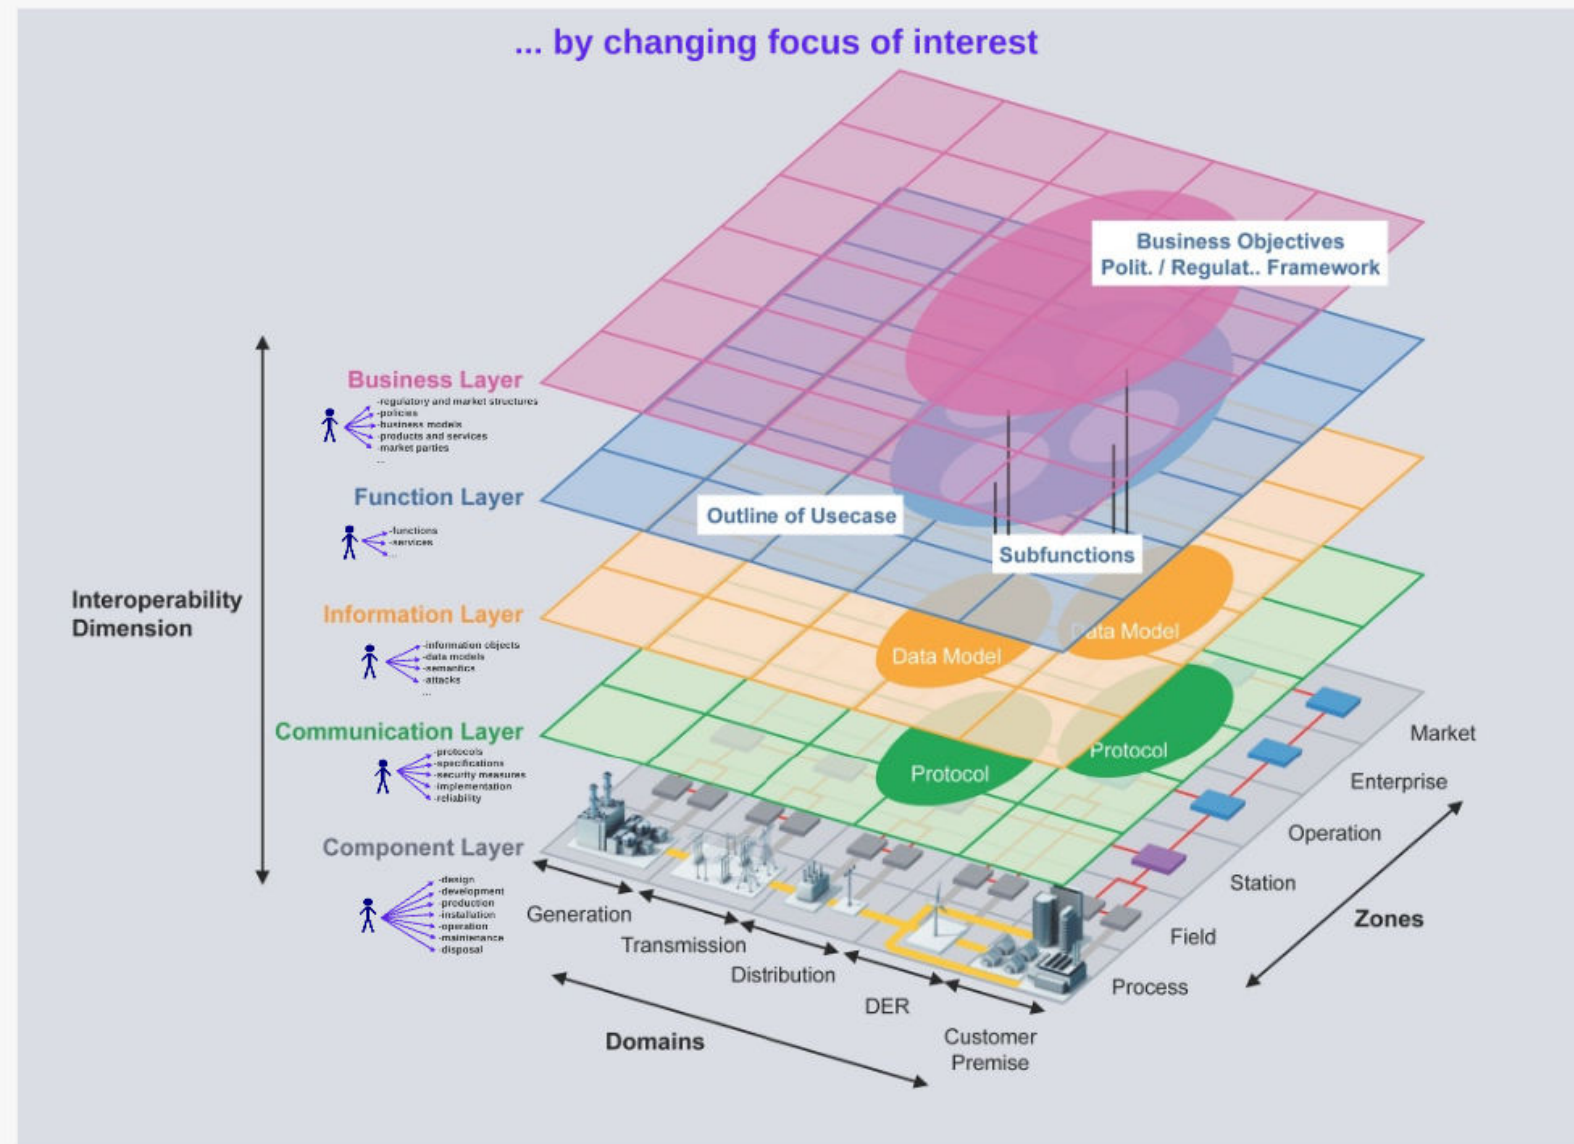 ... by changing focus of interest
Business Objectives
Polit. / Regulat.. Framework
Business Layer
-regulatory and market structures
-policies
-business models
-products and services
-market parties
...
Function Layer
-functions
-services
...
Outline of Usecase
Subfunctions
Interoperability
Dimension
Information Layer
-information objects
-data models
-semantics
-attacks
...
Data Model
Data Model
Communication Layer
-protocols
-specifications
-security measures
-implementation
-reliability
Protocol
Protocol
Component Layer
-design
-development
-production
-installation
-operation
-maintenance
-disposal
Market
Enterprise
Operation
Station
Field
Process
Zones
Generation
Transmission
Distribution
DER
Customer
Premise
Domains